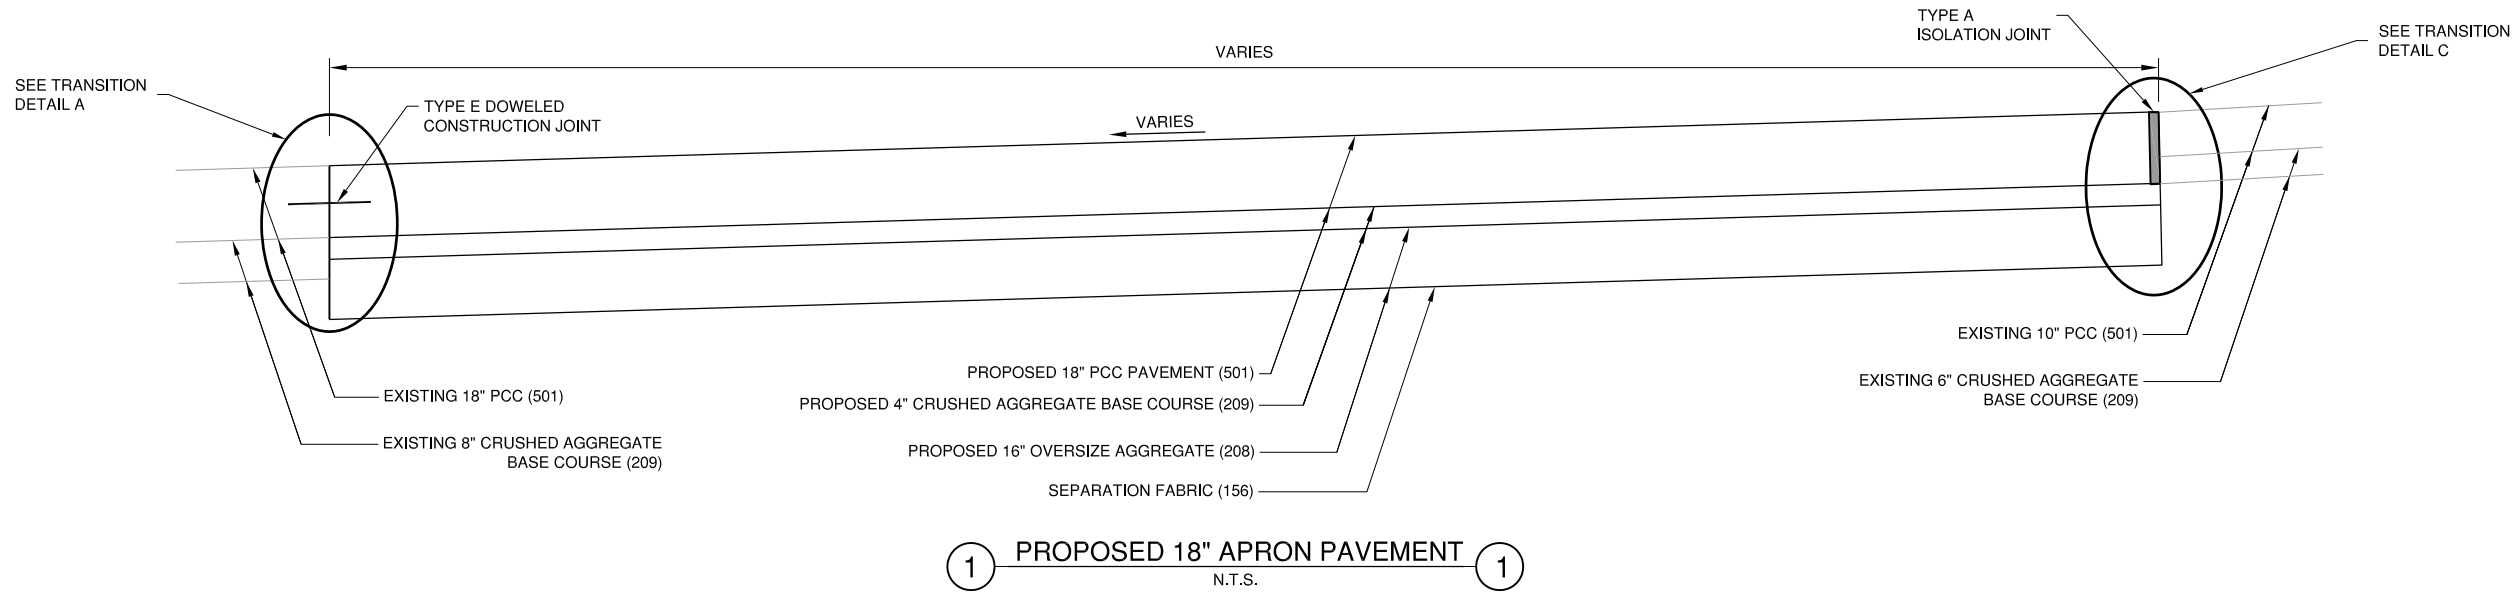 SEE TRANSITION
DETAIL A
TYPE E DOWELED
CONSTRUCTION JOINT
VARIES
VARIES
TYPE A
ISOLATION JOINT
SEE TRANSITION
DETAIL C
EXISTING 18" PCC (501)
EXISTING 8" CRUSHED AGGREGATE
BASE COURSE (209)
PROPOSED 18" PCC PAVEMENT (501)
PROPOSED 4" CRUSHED AGGREGATE BASE COURSE (209)
PROPOSED 16" OVERSIZE AGGREGATE (208)
SEPARATION FABRIC (156)
EXISTING 10" PCC (501)
EXISTING 6" CRUSHED AGGREGATE
BASE COURSE (209)
1 PROPOSED 18" APRON PAVEMENT 1
N.T.S.